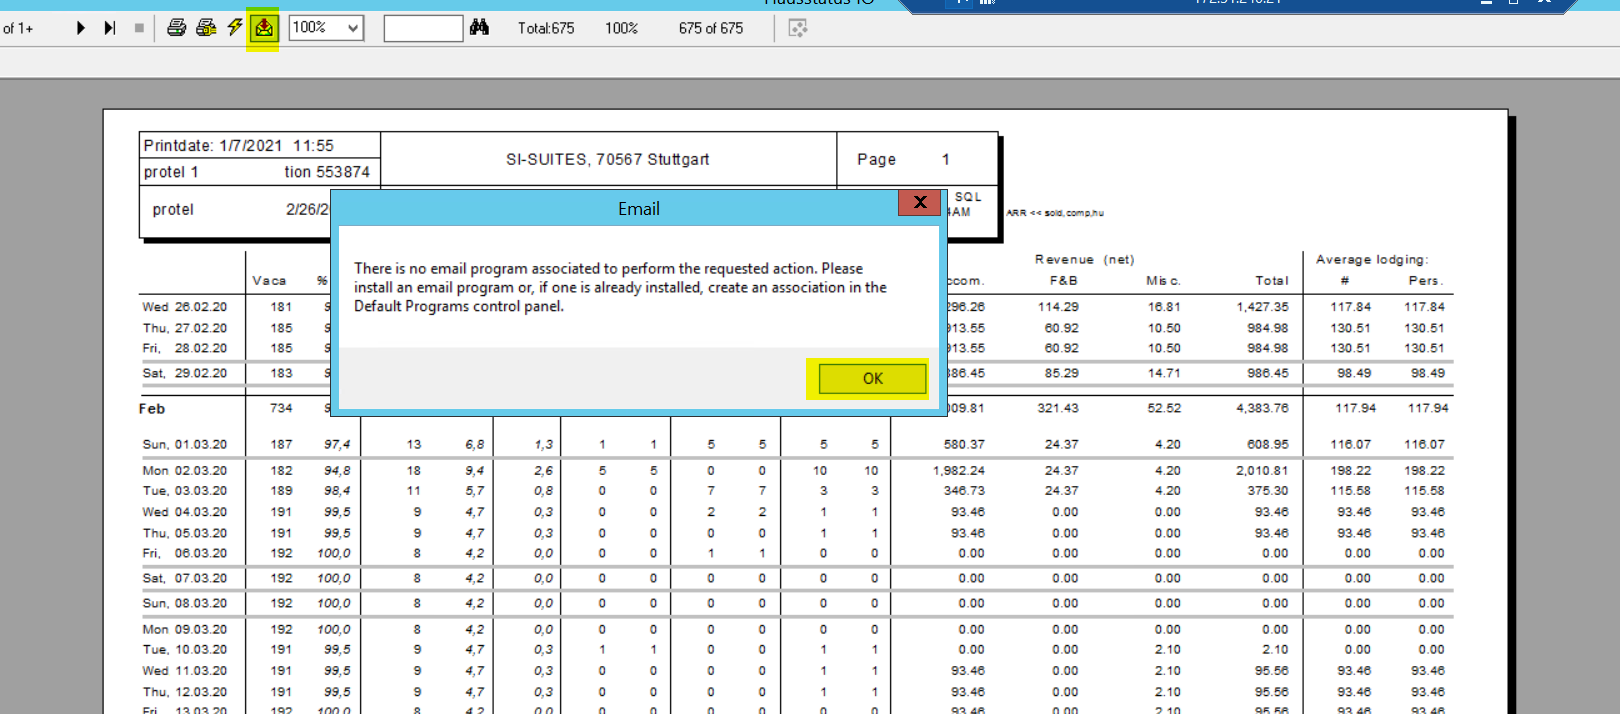 Hausstatus IO
172.31.240.21
of 1+ 100% Total:675 100% 675 of 675
Printdate: 1/7/2021 11:55
SI-SUITES, 70567 Stuttgart
Page 1
protel 1 tion 553874
protel 2/26/2
SQL
4AM
ARR << sold,comp,hu
Email
X
There is no email program associated to perform the requested action. Please
install an email program or, if one is already installed, create an association in the
Default Programs control panel.
OK
Revenue (net) Average lodging:
Vaca % ccom. F&B Misc. Total # Pers.
Wed 26.02.20 181 9 296.26 114.29 16.81 1,427.35 117.84 117.84
Thu, 27.02.20 185 9 913.55 60.92 10.50 984.98 130.51 130.51
Fri, 28.02.20 185 9 913.55 60.92 10.50 984.98 130.51 130.51
Sat, 29.02.20 183 9 886.45 85.29 14.71 986.45 98.49 98.49
Feb 734 9 009.81 321.43 52.52 4,383.76 117.94 117.94
Sun, 01.03.20 187 97,4 13 6,8 1,3 1 1 5 5 5 5 580.37 24.37 4.20 608.95 116.07 116.07
Mon 02.03.20 182 94,8 18 9,4 2,6 5 5 0 0 10 10 1,982.24 24.37 4.20 2,010.81 198.22 198.22
Tue, 03.03.20 189 98,4 11 5,7 0,8 0 0 7 7 3 3 346.73 24.37 4.20 375.30 115.58 115.58
Wed 04.03.20 191 99,5 9 4,7 0,3 0 0 2 2 1 1 93.46 0.00 0.00 93.46 93.46 93.46
Thu, 05.03.20 191 99,5 9 4,7 0,3 0 0 0 0 1 1 93.46 0.00 0.00 93.46 93.46 93.46
Fri, 06.03.20 192 100,0 8 4,2 0,0 0 0 1 1 0 0 0.00 0.00 0.00 0.00 0.00 0.00
Sat, 07.03.20 192 100,0 8 4,2 0,0 0 0 0 0 0 0 0.00 0.00 0.00 0.00 0.00 0.00
Sun, 08.03.20 192 100,0 8 4,2 0,0 0 0 0 0 0 0 0.00 0.00 0.00 0.00 0.00 0.00
Mon 09.03.20 192 100,0 8 4,2 0,0 0 0 0 0 0 0 0.00 0.00 0.00 0.00 0.00 0.00
Tue, 10.03.20 191 99,5 9 4,7 0,3 1 1 0 0 1 1 0.00 0.00 2.10 2.10 0.00 0.00
Wed 11.03.20 191 99,5 9 4,7 0,3 0 0 0 0 1 1 93.46 0.00 2.10 95.56 93.46 93.46
Thu, 12.03.20 191 99,5 9 4,7 0,3 0 0 0 0 1 1 93.46 0.00 2.10 95.56 93.46 93.46
Fri, 13.03.20 192 100,0 8 4,2 0,0 0 0 0 0 0 0 93.46 0.00 2.10 95.56 93.46 93.46